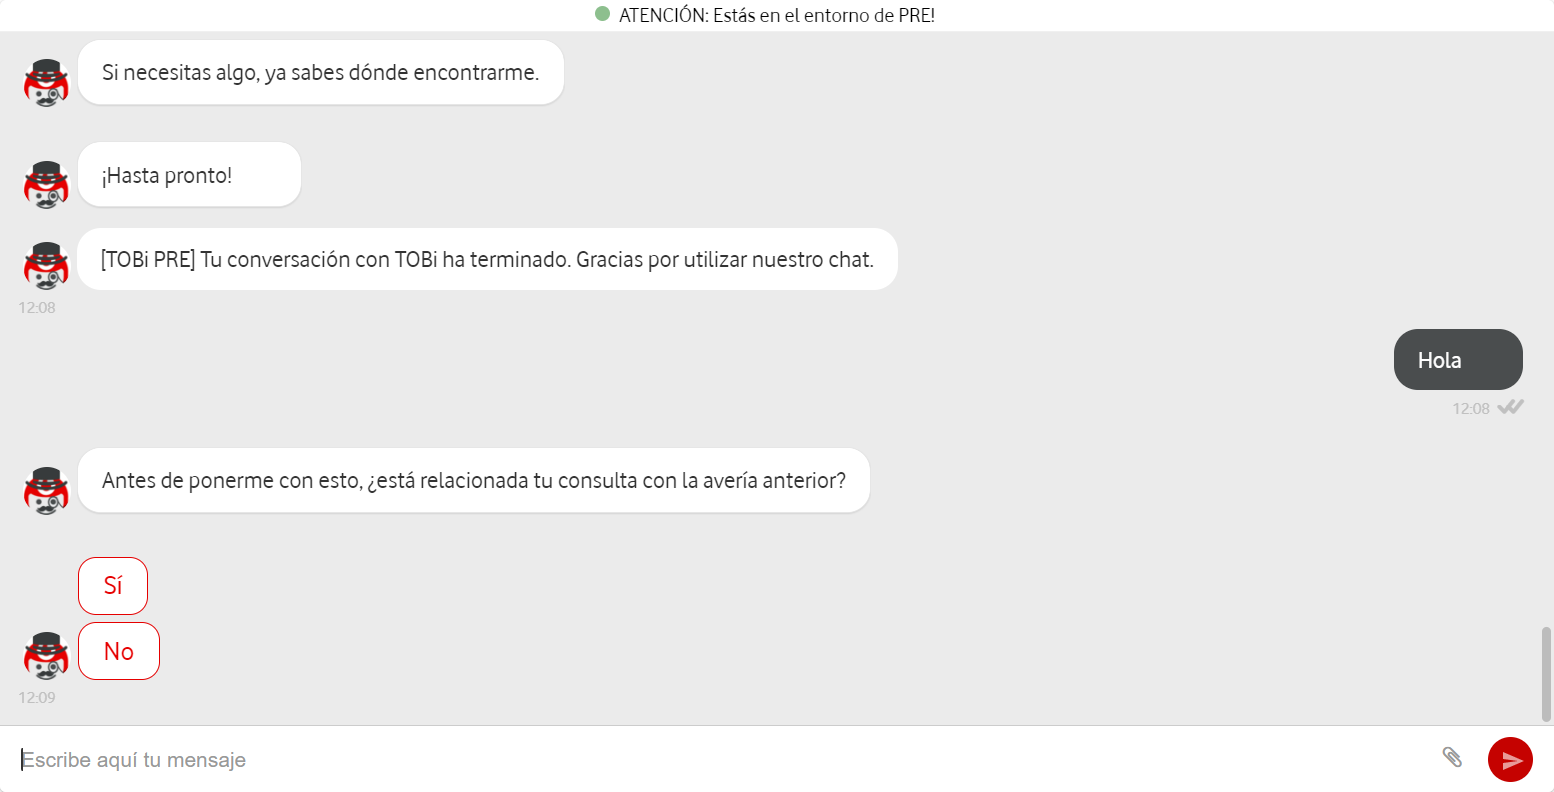 ATENCIÓN: Estás en el entorno de PRE!
Si necesitas algo, ya sabes dónde encontrarme.
¡Hasta pronto!
[TOBi PRE] Tu conversación con TOBi ha terminado. Gracias por utilizar nuestro chat.
12:08
Hola
12:08
Antes de ponerme con esto, ¿está relacionada tu consulta con la avería anterior?
Sí
No
12:09
Escribe aquí tu mensaje